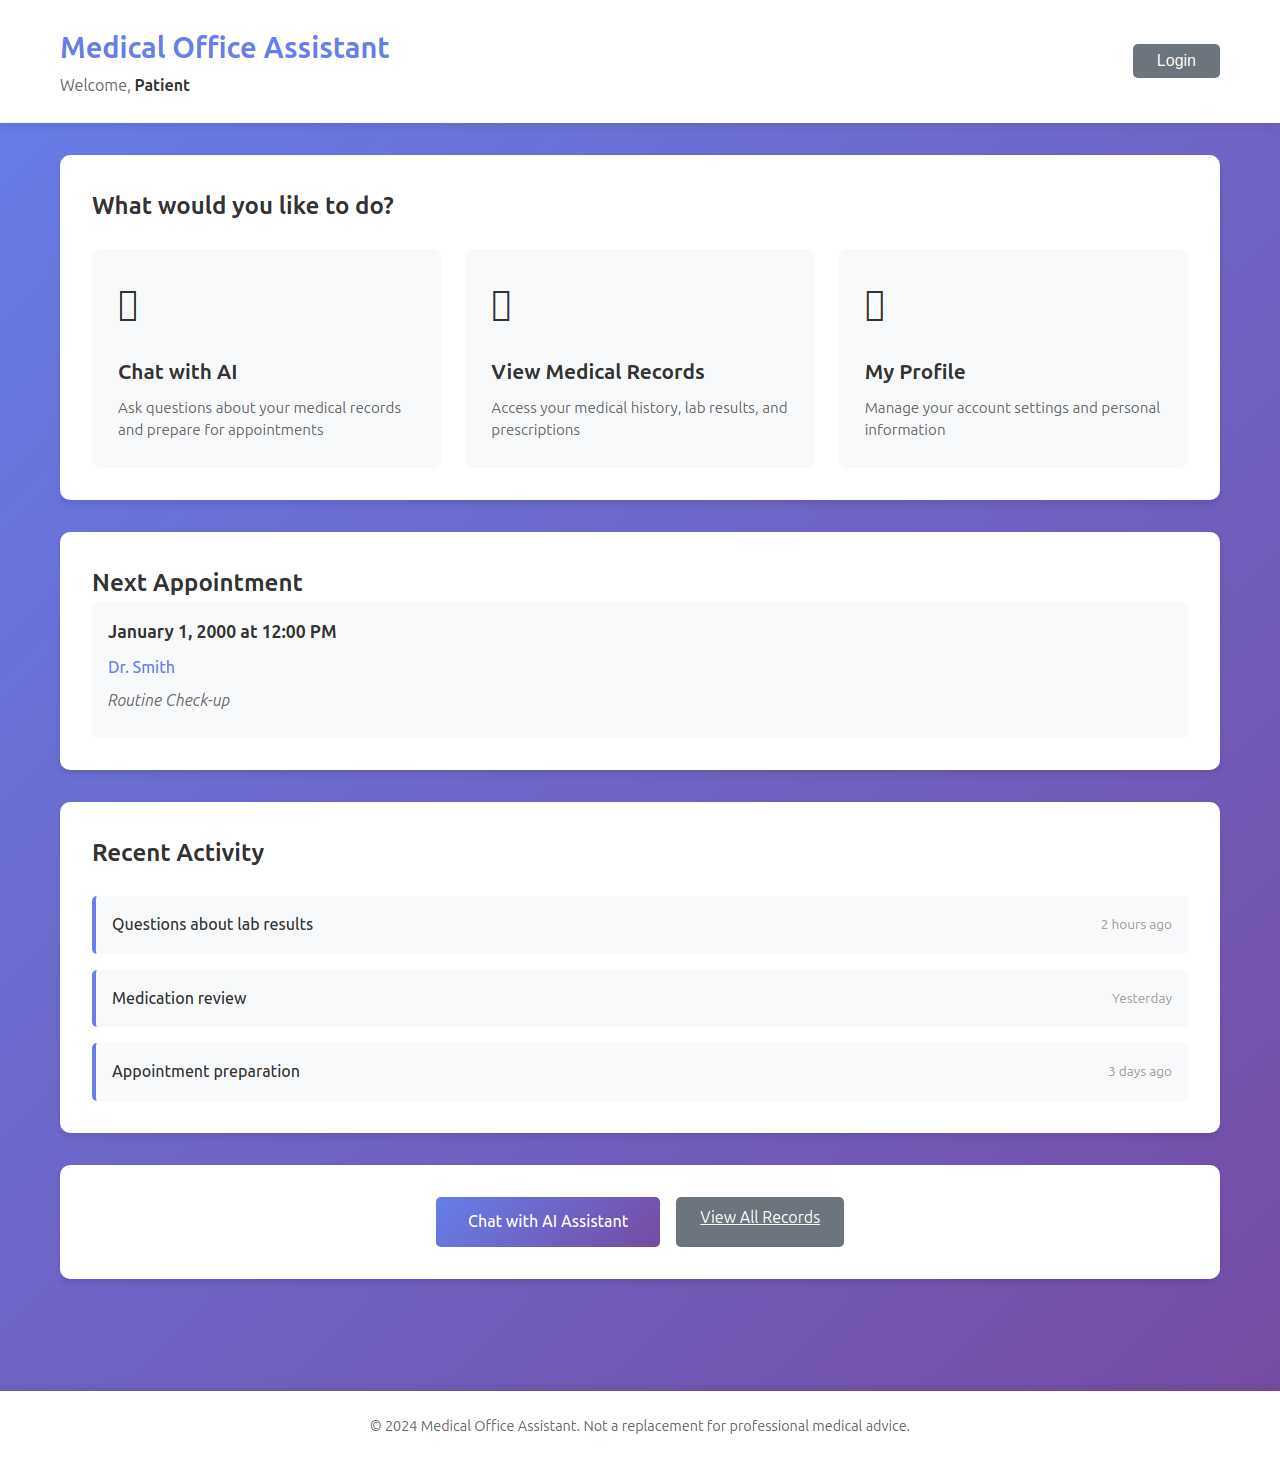 Medical Office Assistant
Welcome, Patient
Login
What would you like to do?
Chat with AI
Ask questions about your medical records
and prepare for appointments
View Medical Records
Access your medical history, lab results, and
prescriptions
My Profile
Manage your account settings and personal
information
Next Appointment
January 1, 2000 at 12:00 PM
Dr. Smith
Routine Check-up
Recent Activity
Questions about lab results
2 hours ago
Medication review
Yesterday
Appointment preparation
3 days ago
Chat with AI Assistant
View All Records
© 2024 Medical Office Assistant. Not a replacement for professional medical advice.